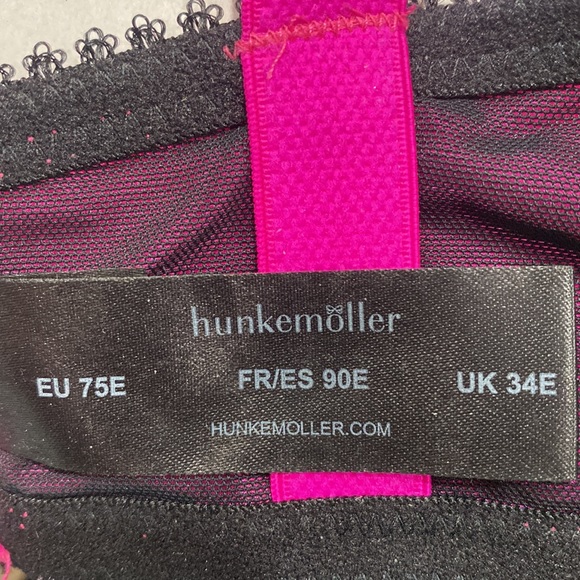 hunkemöller
EU 75E FR/ES 90E UK 34E
HUNKEMOLLER.COM